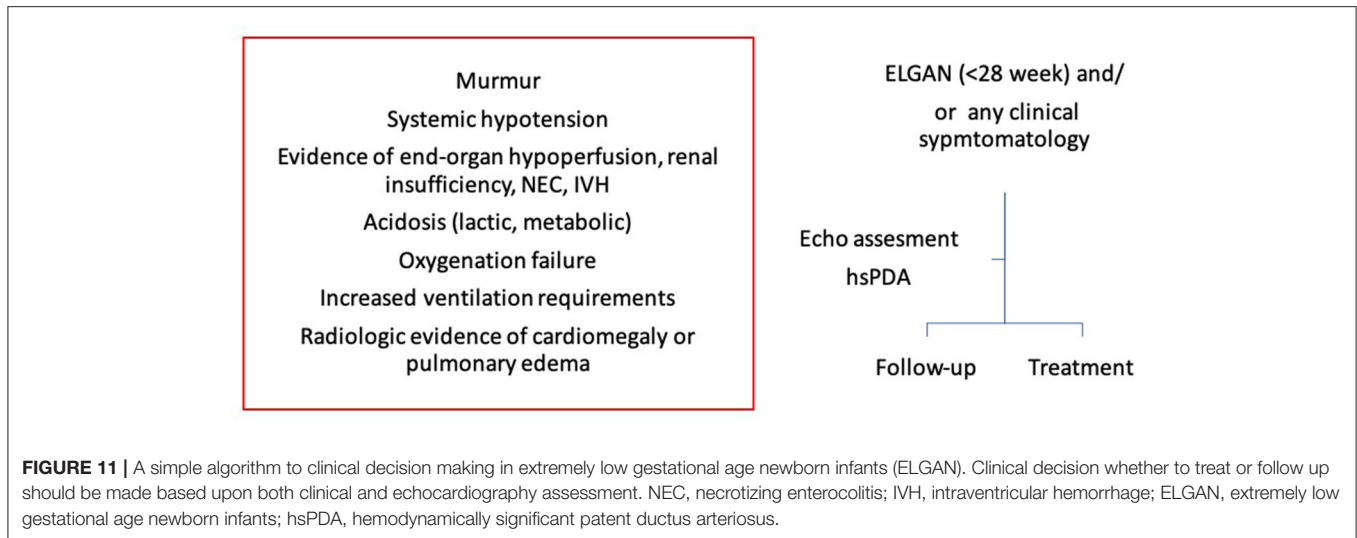 Murmur
Systemic hypotension
Evidence of end-organ hypoperfusion, renal
insufficiency, NEC, IVH
Acidosis (lactic, metabolic)
Oxygenation failure
Increased ventilation requirements
Radiologic evidence of cardiomegaly or
pulmonary edema
ELGAN (<28 week) and/
or any clinical
sypmtomatology
Echo assesment
hsPDA
Follow-up
Treatment
FIGURE 11 | A simple algorithm to clinical decision making in extremely low gestational age newborn infants (ELGAN). Clinical decision whether to treat or follow up
should be made based upon both clinical and echocardiography assessment. NEC, necrotizing enterocolitis; IVH, intraventricular hemorrhage; ELGAN, extremely low
gestational age newborn infants; hsPDA, hemodynamically significant patent ductus arteriosus.